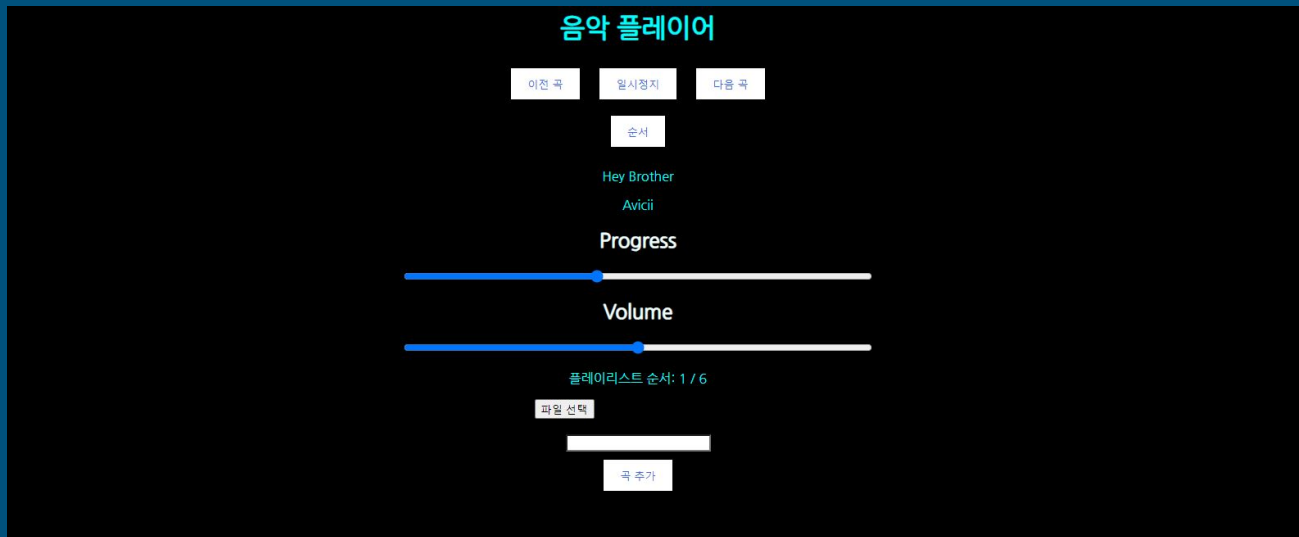 음악 플레이어
이전 곡 일시정지 다음 곡
순서
Hey Brother
Avicii
Progress
Volume
플레이리스트 순서: 1 / 6
파일 선택
곡 추가